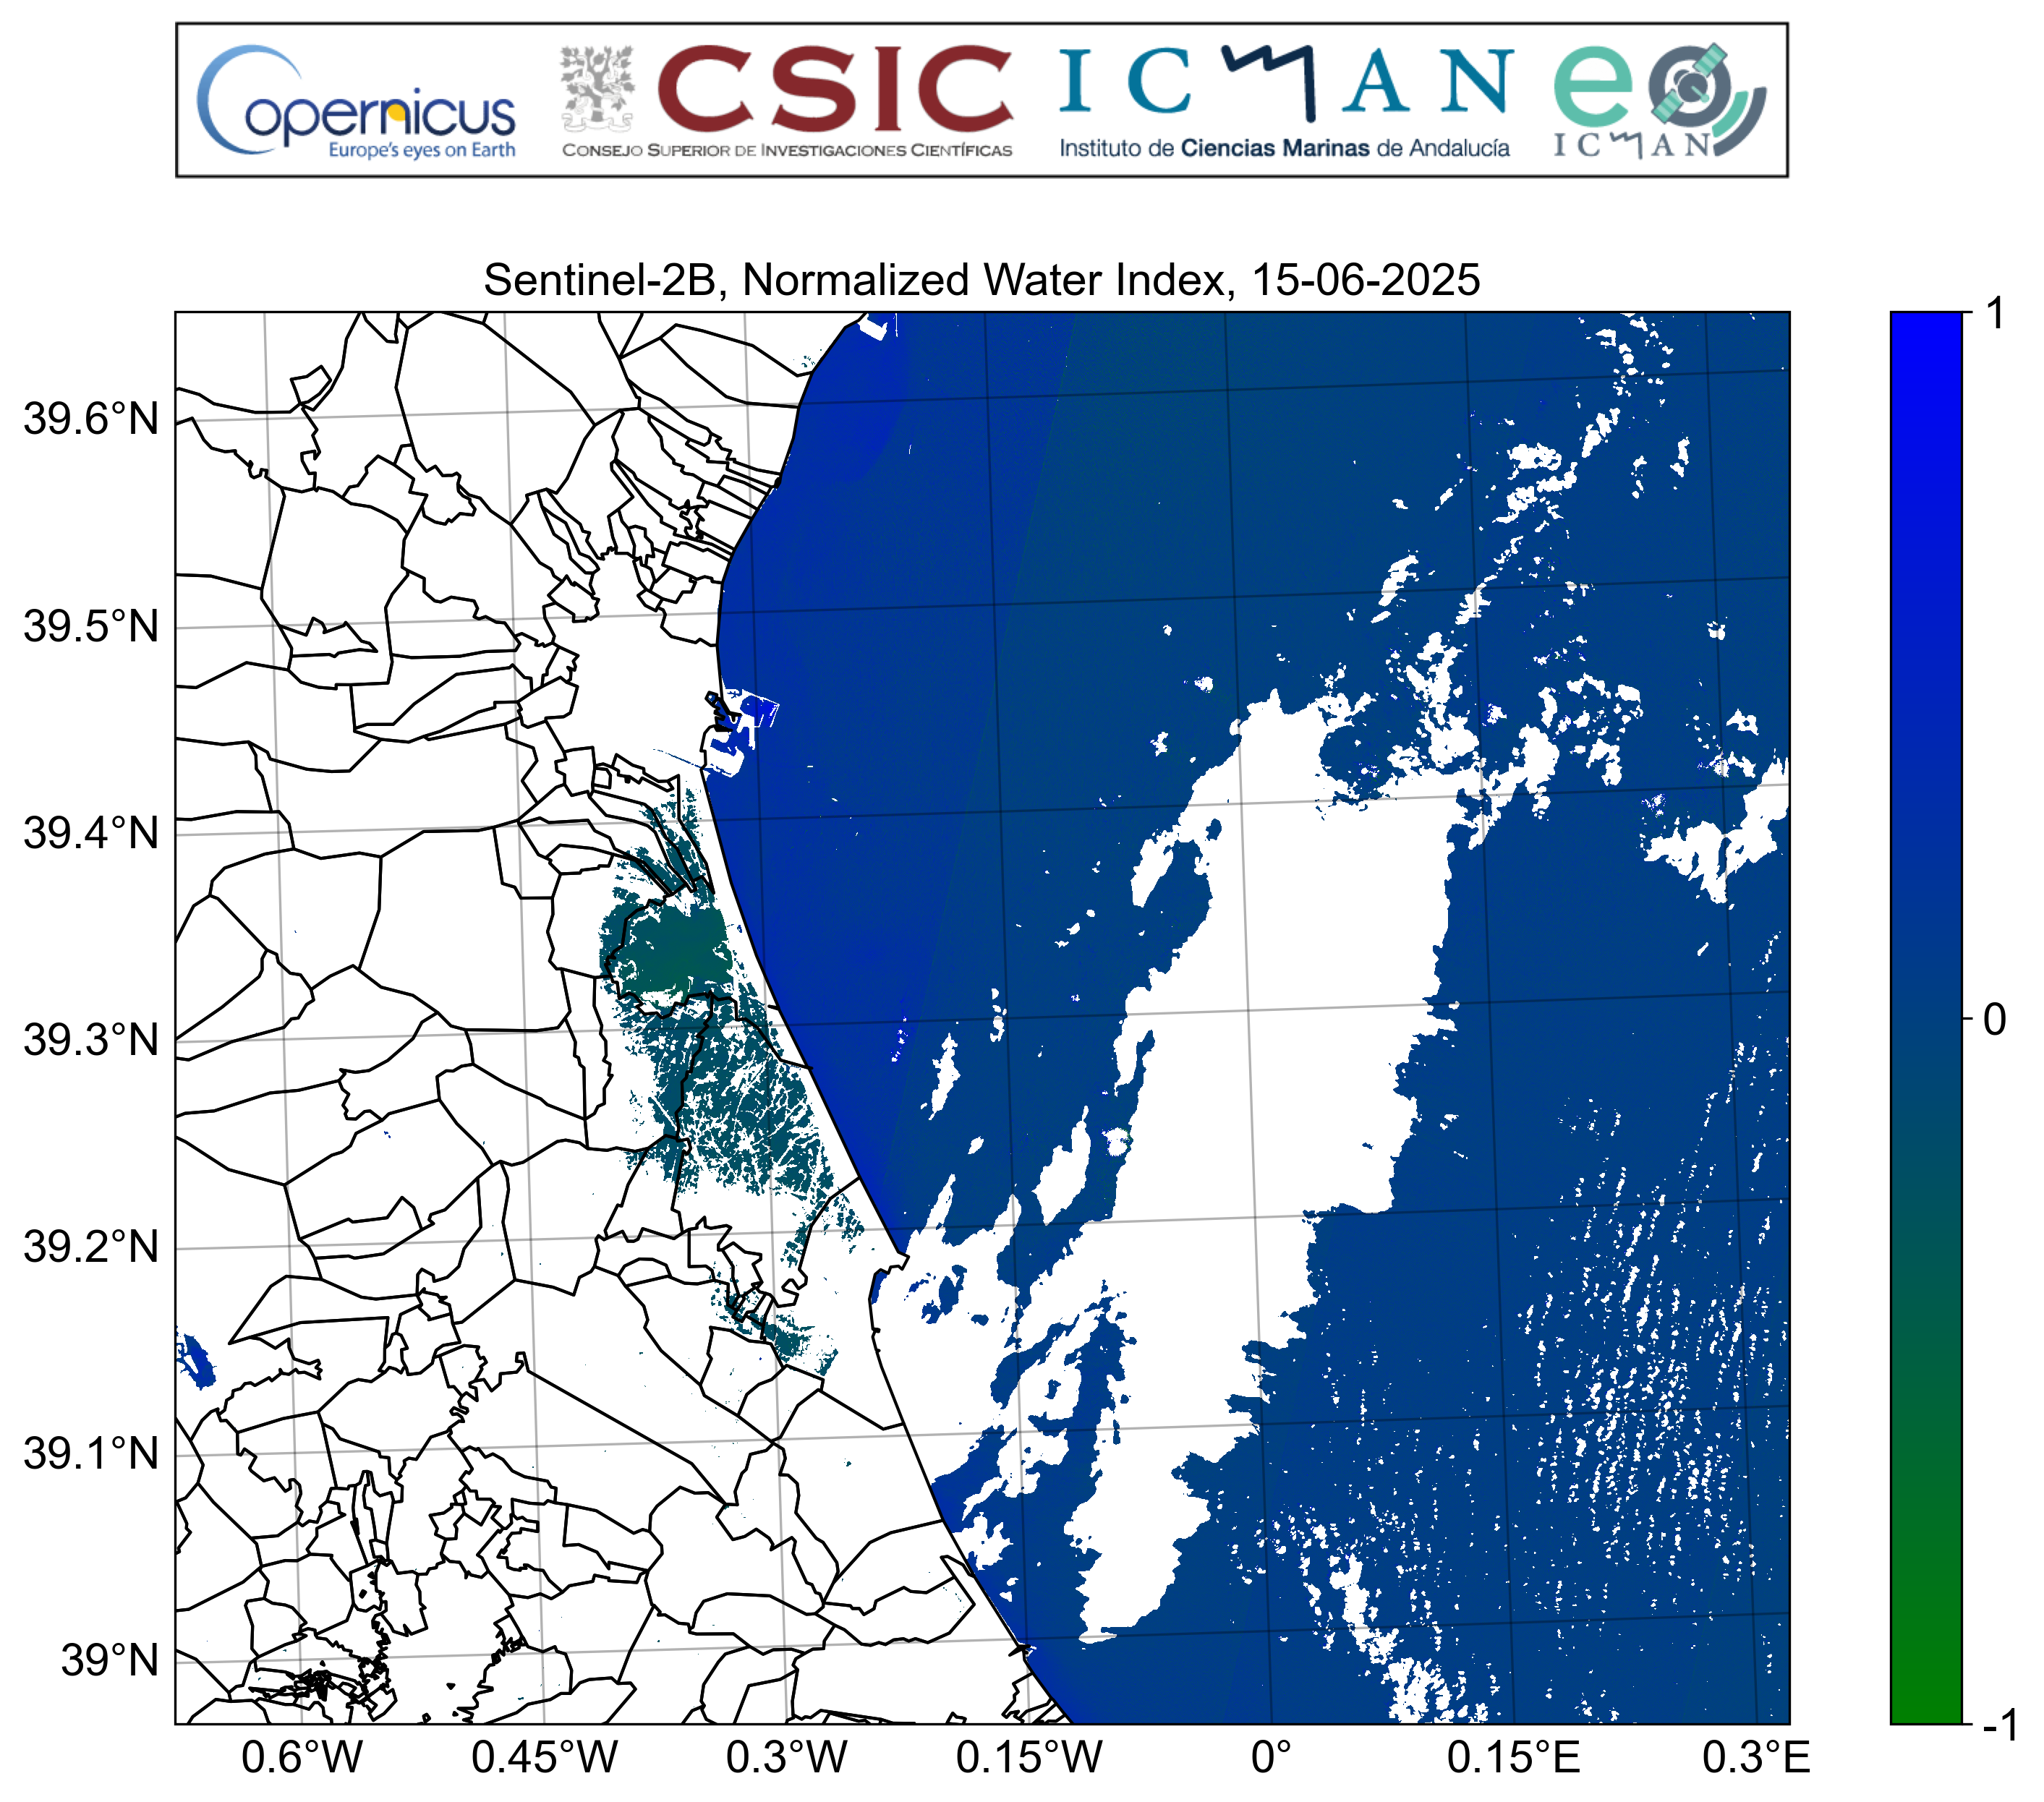 Copernicus
Europe's eyes on Earth
CSIC
CONSEJO SUPERIOR DE INVESTIGACIONES CIENTÍFICAS
ICMAN
Instituto de Ciencias Marinas de Andalucía
eo
ICMAN
Sentinel-2B, Normalized Water Index, 15-06-2025
39.6°N
39.5°N
39.4°N
39.3°N
39.2°N
39.1°N
39°N
0.6°W
0.45°W
0.3°W
0.15°W
0°
0.15°E
0.3°E
1
0
-1